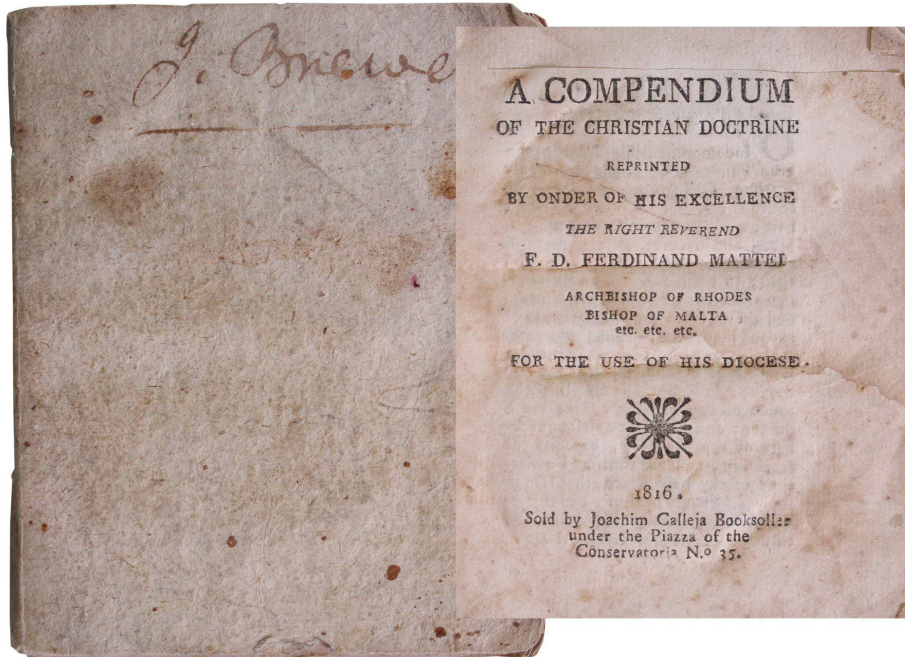 J. Brewe
A COMPENDIUM
OF THE CHRISTIAN DOCTRINE
REPRINTED
BY ONDER OF HIS EXCELLENCE
THE RIGHT REVEREND
F. D. FERDINAND MATTEI
ARCHBISHOP OF RHODES
BISHOP OF MALTA
etc. etc. etc.
FOR THE USE OF HIS DIOCESE.
1816.
Sold by Joachim Calleja Booksoller
under the Piazza of the
Conservatoria N.o 35.